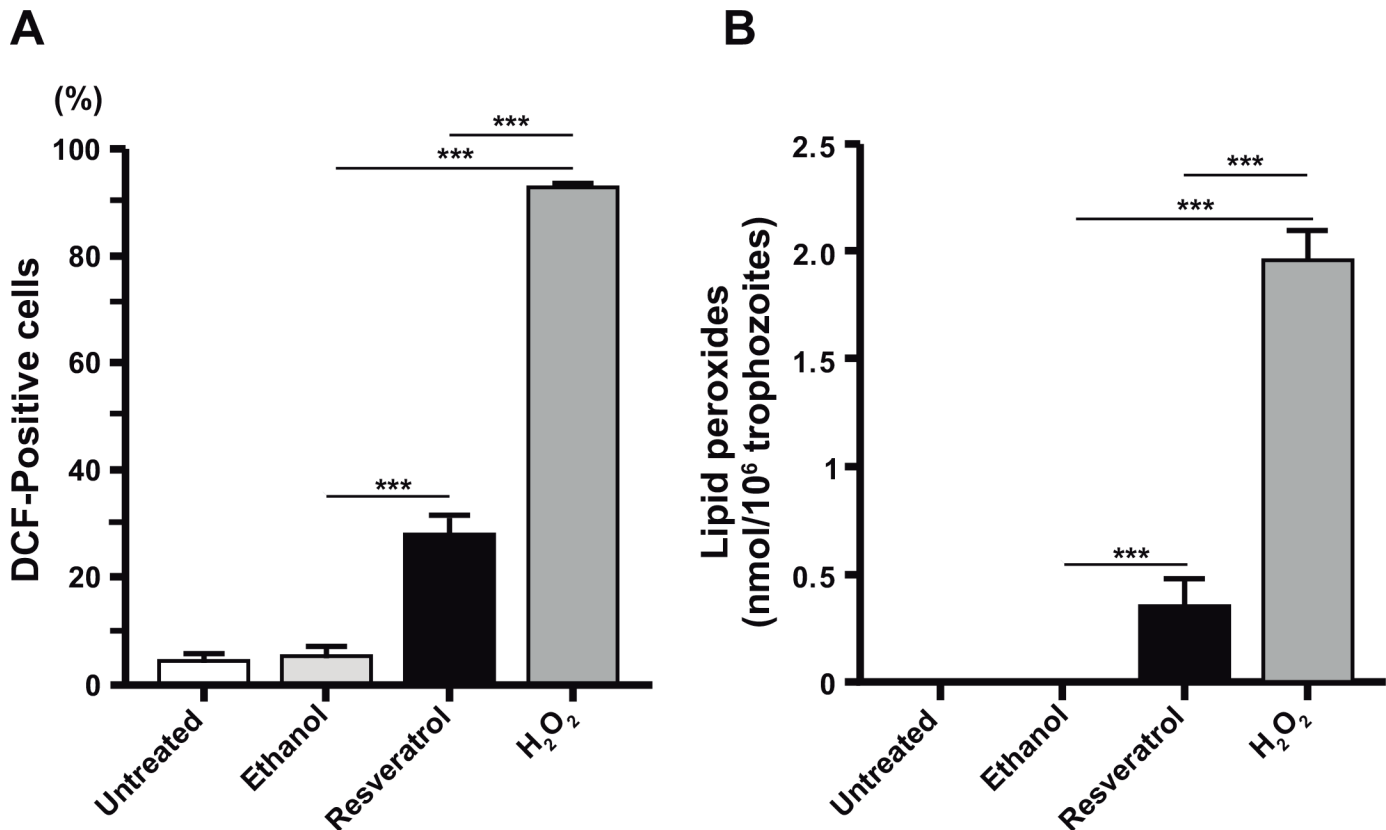 A
(%)
DCF-Positive cells
100
80
60
40
20
0
***
***
***
Untreated
Ethanol
Resveratrol
H₂O₂
B
Lipid peroxides
(nmol/10⁶ trophozoites)
2.5
2.0
1.5
1
0.5
0
***
***
***
Untreated
Ethanol
Resveratrol
H₂O₂